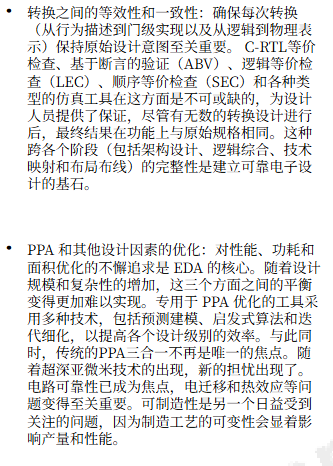 • 转换之间的等效性和一致性：确保每次转换
（从行为描述到门级实现以及从逻辑到物理表
示）保持原始设计意图至关重要。 C-RTL等价
检查、基于断言的验证（ABV）、逻辑等价检
查（LEC）、顺序等价检查（SEC）和各种类
型的仿真工具在这方面是不可或缺的，为设计
人员提供了保证，尽管有无数的转换设计进行
后，最终结果在功能上与原始规格相同。这种
跨各个阶段（包括架构设计、逻辑综合、技术
映射和布局布线）的完整性是建立可靠电子设
计的基石。
• PPA 和其他设计因素的优化：对性能、功耗和
面积优化的不懈追求是 EDA 的核心。随着设计
规模和复杂性的增加，这三个方面之间的平衡
变得更加难以实现。专用于 PPA 优化的工具采
用多种技术，包括预测建模、启发式算法和迭
代细化，以提高各个设计级别的效率。与此同
时，传统的PPA三合一不再是唯一的焦点。随
着超深亚微米技术的出现，新的担忧出现了。
电路可靠性已成为焦点，电迁移和热效应等问
题变得至关重要。可制造性是另一个日益受到
关注的问题，因为制造工艺的可变性会显着影
响产量和性能。